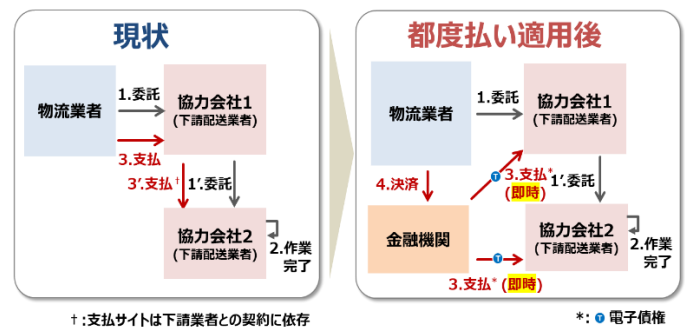 現状
物流業者
1.委託
協力会社1
(下請配送業者)
3.支払
3′.支払†
1′.委託
協力会社2
(下請配送業者)
2.作業
完了
†:支払サイトは下請業者との契約に依存
都度払い適用後
物流業者
1.委託
協力会社1
(下請配送業者)
4.決済
T
3.支払*
(即時)
1′.委託
金融機関
協力会社2
(下請配送業者)
2.作業
完了
T
3.支払* (即時)
*: T 電子債権